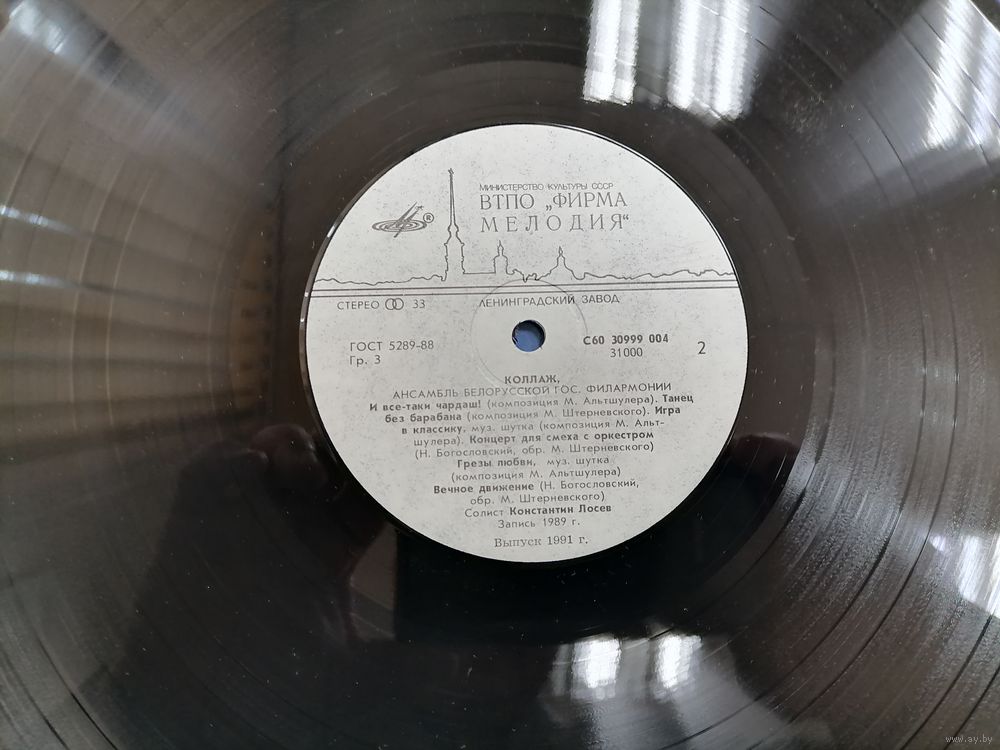 МИНИСТЕРСТВО КУЛЬТУРЫ СССР
ВТПО „ФИРМА
МЕЛОДИЯ“
®
СТЕРЕО 33
ЛЕНИНГРАДСКИЙ ЗАВОД
ГОСТ 5289-88
Гр. 3
С60 30999 004
31000
2
КОЛЛАЖ,
АНСАМБЛЬ БЕЛОРУССКОЙ ГОС. ФИЛАРМОНИИ
И все-таки чардаш! (композиция М. Альтшулера). Танец
без барабана (композиция М. Штерневского). Игра
в классику, муз. шутка (композиция М. Альт-
шулера). Концерт для смеха с оркестром
(Н. Богословский, обр. М. Штерневского)
Грезы любви, муз. шутка
(композиция М. Альтшулера)
Вечное движение (Н. Богословский,
обр. М. Штерневского)
Солист Константин Лосев
Запись 1989 г.
Выпуск 1991 г.
www.ay.by